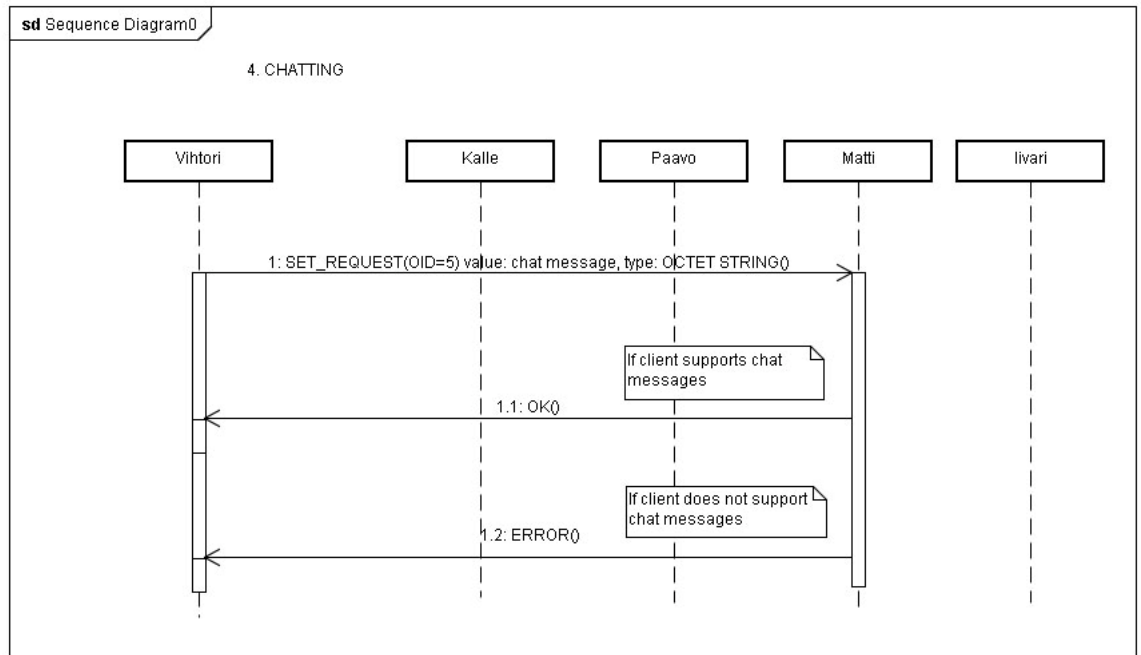 sd Sequence Diagram0
4. CHATTING
Vihtori
Kalle
Paavo
Matti
Iivari
1: SET_REQUEST(OID=5) value: chat message, type: OCTET STRING()
If client supports chat
messages
1.1: OK()
If client does not support
chat messages
1.2: ERROR()